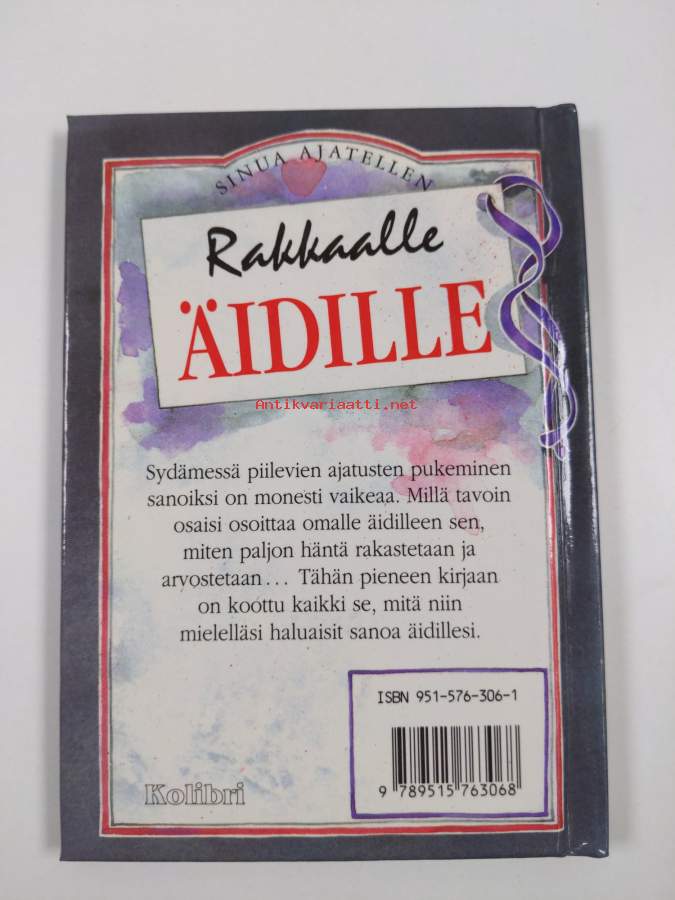 SINUA AJATELLEN
Rakkaalle
ÄIDILLE
Antikvariaatti.net
Sydämessä piilevien ajatusten pukeminen
sanoiksi on monesti vaikeaa. Millä tavoin
osaisi osoittaa omalle äidilleen sen,
miten paljon häntä rakastetaan ja
arvostetaan... Tähän pieneen kirjaan
on koottu kaikki se, mitä niin
mielelläsi haluaisit sanoa äidillesi.
ISBN 951-576-306-1
9 789515 763068
Kolibri